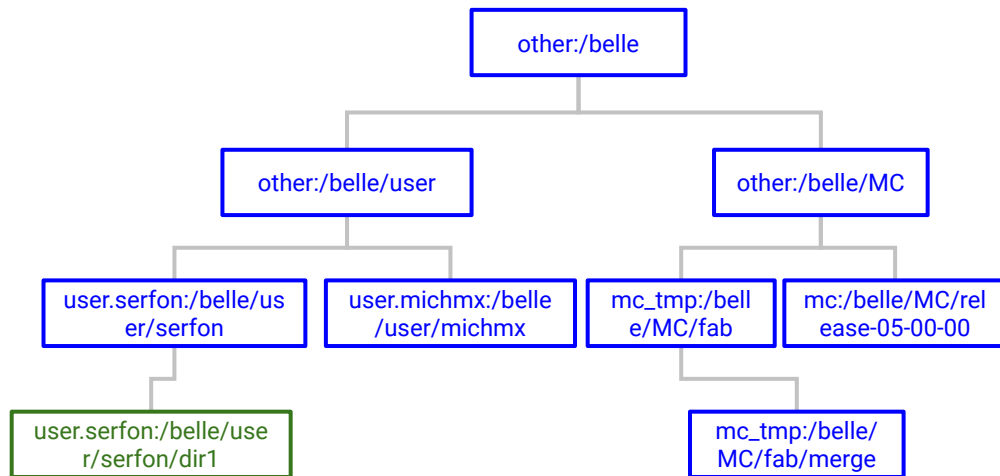 other:/belle
other:/belle/user
other:/belle/MC
user.serfon:/belle/us
er/serfon
user.michmx:/belle
/user/michmx
mc_tmp:/bell
e/MC/fab
mc:/belle/MC/rel
ease-05-00-00
user.serfon:/belle/use
r/serfon/dir1
mc_tmp:/belle/
MC/fab/merge